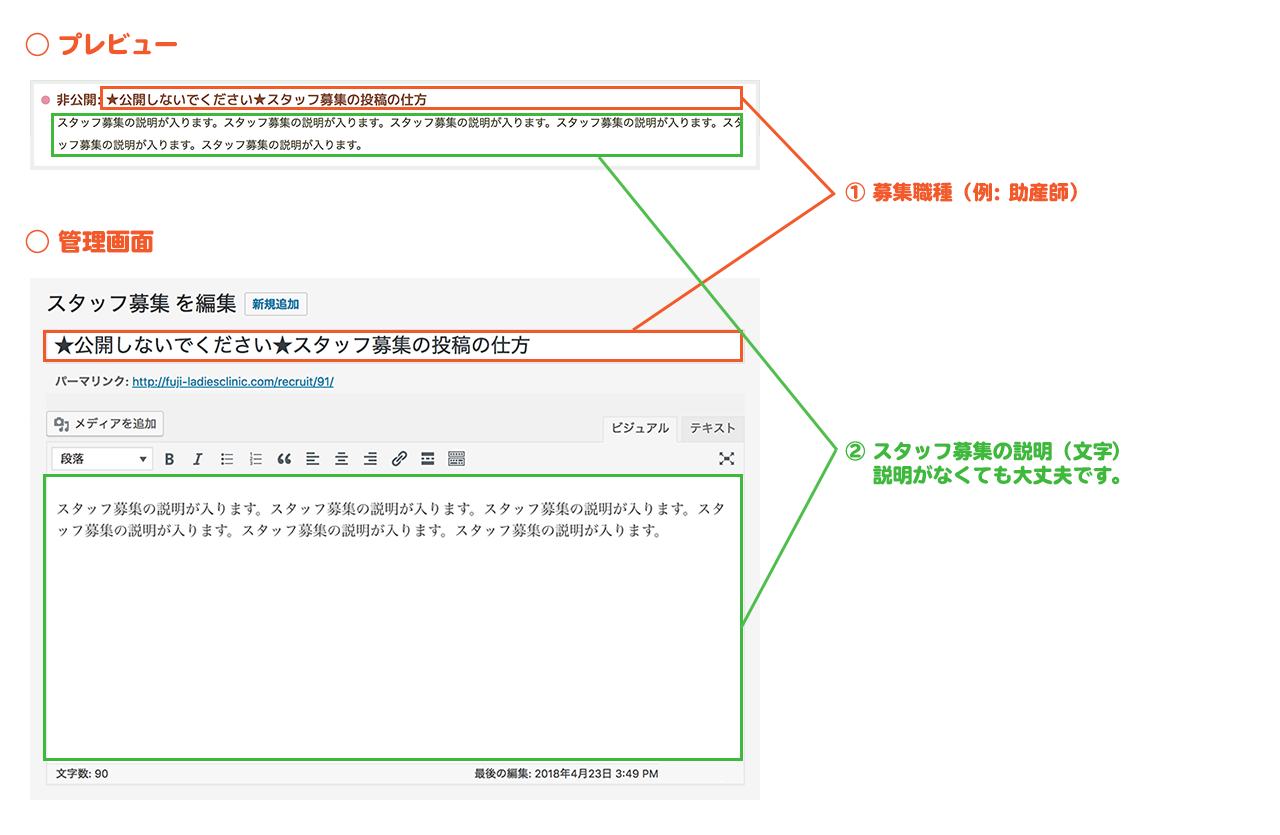 ○ プレビュー
非公開: ★公開しないでください★スタッフ募集の投稿の仕方
スタッフ募集の説明が入ります。スタッフ募集の説明が入ります。スタッフ募集の説明が入ります。スタッフ募集の説明が入ります。スタ
ッフ募集の説明が入ります。スタッフ募集の説明が入ります。
① 募集職種（例: 助産師）
○ 管理画面
スタッフ募集 を編集 新規追加
★公開しないでください★スタッフ募集の投稿の仕方
パーマリンク: http://fuji-ladiesclinic.com/recruit/91/
メディアを追加
ビジュアル テキスト
段落
② スタッフ募集の説明（文字）
説明がなくても大丈夫です。
スタッフ募集の説明が入ります。スタッフ募集の説明が入ります。スタッフ募集の説明が入ります。スタ
ッフ募集の説明が入ります。スタッフ募集の説明が入ります。スタッフ募集の説明が入ります。
文字数: 90 最後の編集: 2018年4月23日 3:49 PM